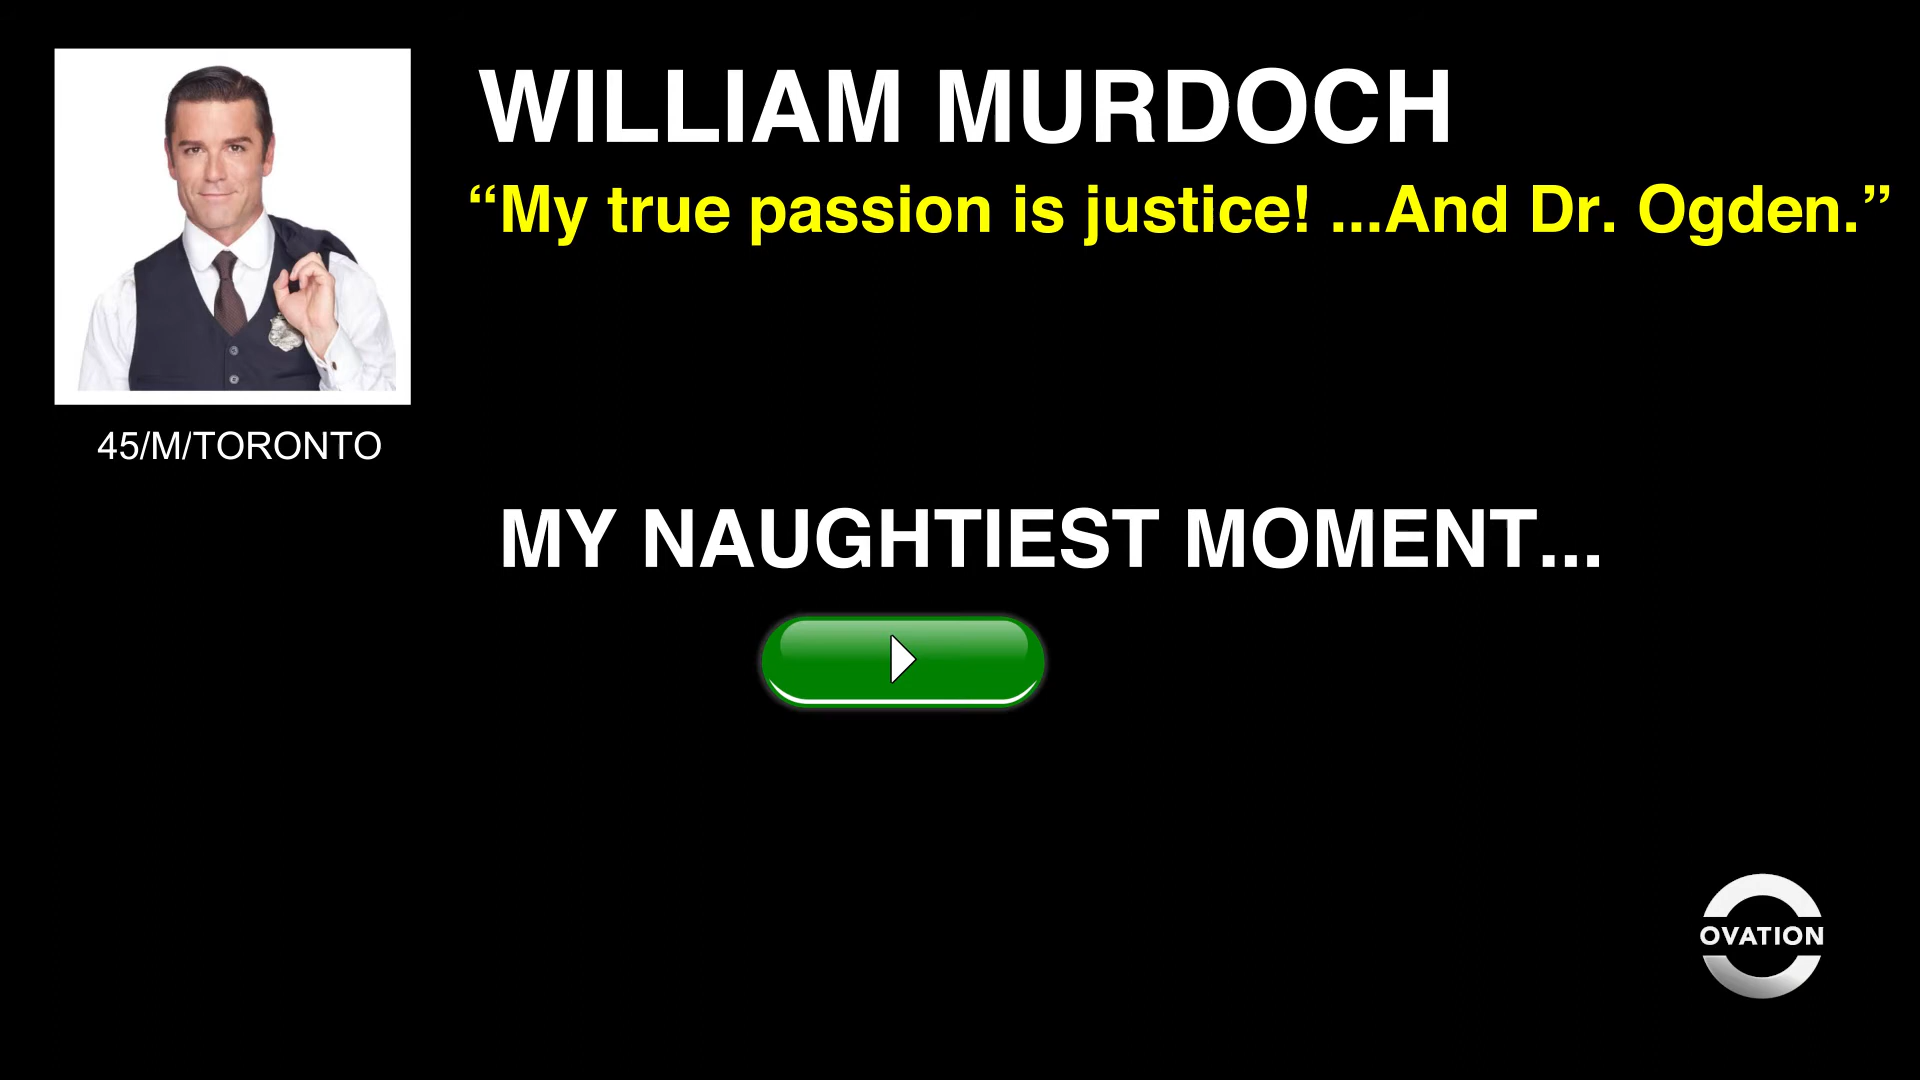 WILLIAM MURDOCH
“My true passion is justice! ...And Dr. Ogden.”
45/M/TORONTO
MY NAUGHTIEST MOMENT...
OVATION